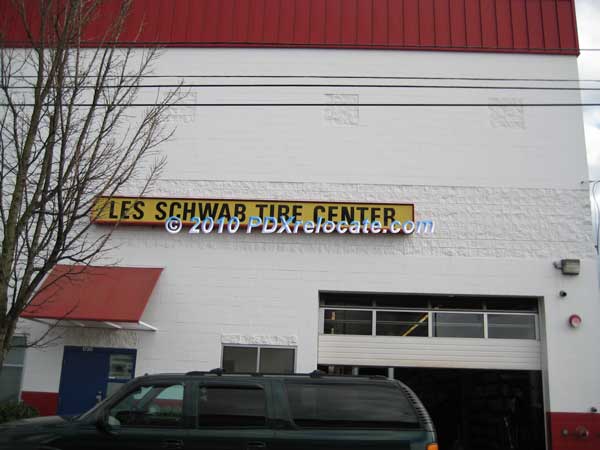 LES SCHWAB TIRE CENTER
© 2010 PDXrelocate.com